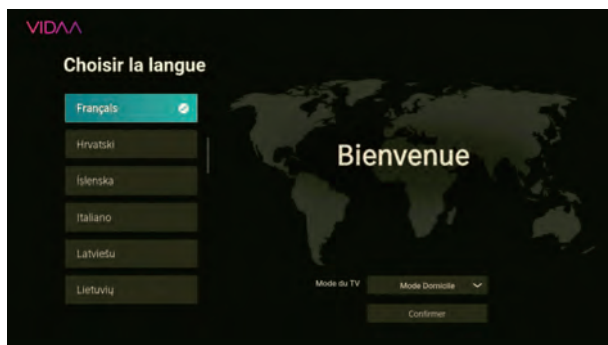 VIDAA
Choisir la langue
Français
Hrvatski
Íslenska
Italiano
Latviešu
Lietuvių
Bienvenue
Mode du TV
Mode Domicile
Confirmer